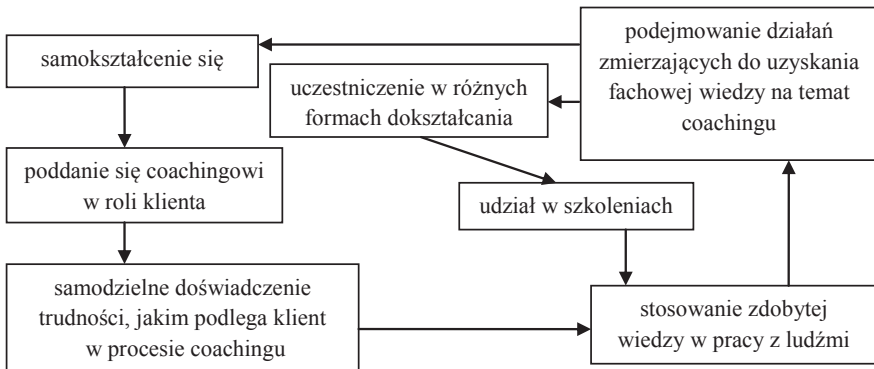 samokształcenie się
podejmowanie działań
zmierzających do uzyskania
fachowej wiedzy na temat
coachingu
uczestniczenie w różnych
formach dokształcania
poddanie się coachingowi
w roli klienta
udział w szkoleniach
samodzielne doświadczenie
trudności, jakim podlega klient
w procesie coachingu
stosowanie zdobytej
wiedzy w pracy z ludźmi